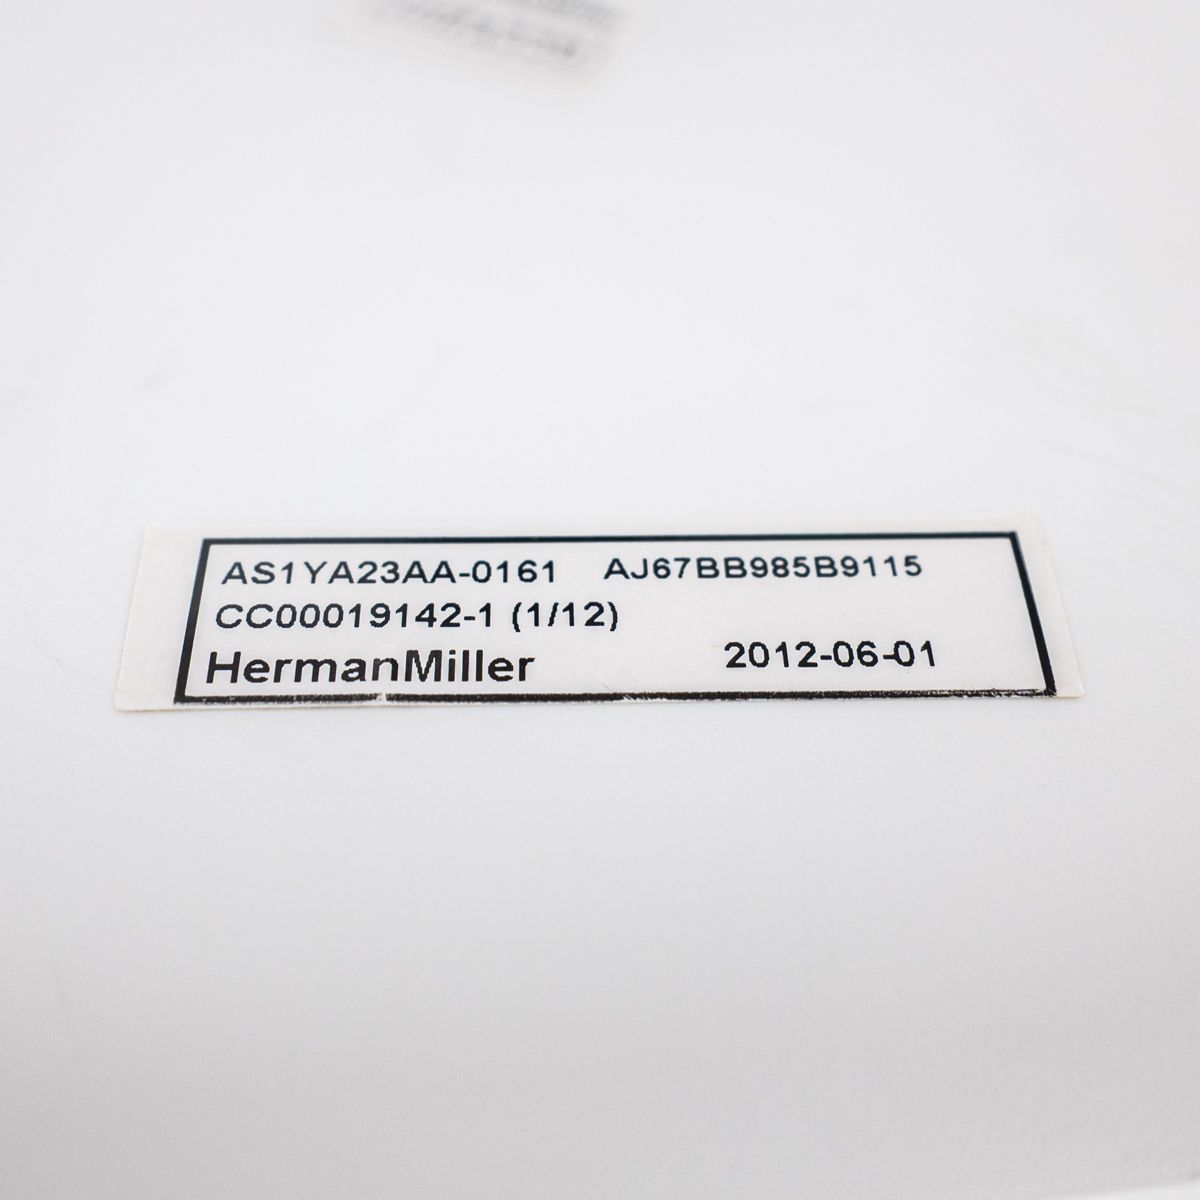 AS1YA23AA-0161 AJ67BB985B9115
CC00019142-1 (1/12)
HermanMiller 2012-06-01